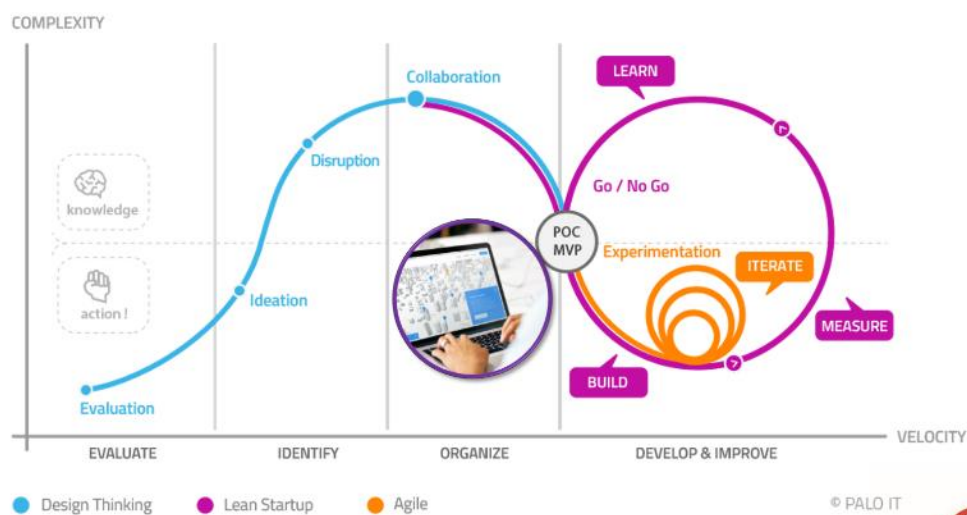 COMPLEXITY
LEARN
Collaboration
Disruption
knowledge
Go / No Go
POC
MVP
Experimentation
ITERATE
Ideation
action !
MEASURE
BUILD
Evaluation
VELOCITY
EVALUATE
IDENTIFY
ORGANIZE
DEVELOP & IMPROVE
Design Thinking
Lean Startup
Agile
© PALO IT